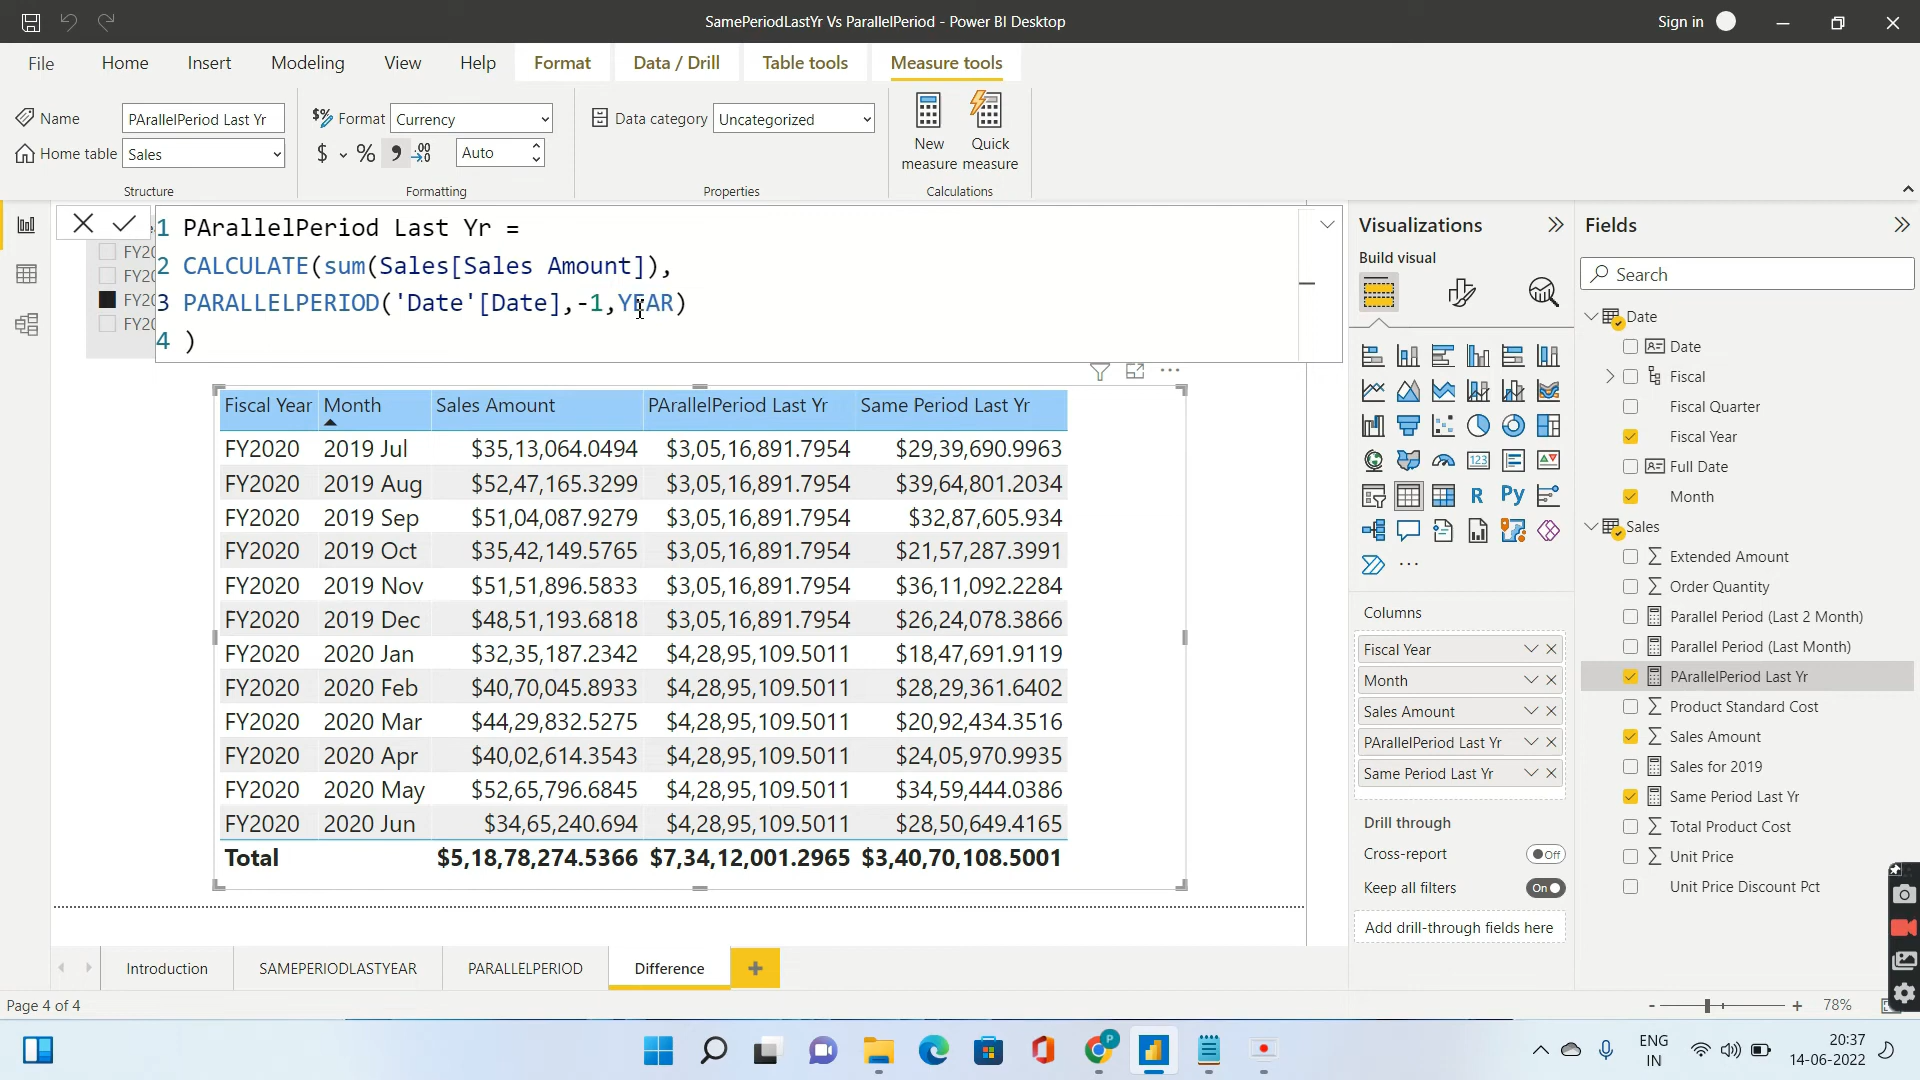 SamePeriodLastYr Vs ParallelPeriod - Power BI Desktop
Sign in
File Home Insert Modeling View Help Format Data / Drill Table tools Measure tools
Name PArallelPeriod Last Yr
Home table Sales
Structure
Format Currency
$ % 9 .00 Auto
Formatting
Data category Uncategorized
Properties
New measure
Quick measure
Calculations
FY20
FY20
FY20
FY20
1 PArallelPeriod Last Yr =
2 CALCULATE(sum(Sales[Sales Amount]),
3 PARALLELPERIOD('Date'[Date],-1,YEAR)
4 )
Fiscal Year Month Sales Amount PArallelPeriod Last Yr Same Period Last Yr
FY2020 2019 Jul $35,13,064.0494 $3,05,16,891.7954 $29,39,690.9963
FY2020 2019 Aug $52,47,165.3299 $3,05,16,891.7954 $39,64,801.2034
FY2020 2019 Sep $51,04,087.9279 $3,05,16,891.7954 $32,87,605.934
FY2020 2019 Oct $35,42,149.5765 $3,05,16,891.7954 $21,57,287.3991
FY2020 2019 Nov $51,51,896.5833 $3,05,16,891.7954 $36,11,092.2284
FY2020 2019 Dec $48,51,193.6818 $3,05,16,891.7954 $26,24,078.3866
FY2020 2020 Jan $32,35,187.2342 $4,28,95,109.5011 $18,47,691.9119
FY2020 2020 Feb $40,70,045.8933 $4,28,95,109.5011 $28,29,361.6402
FY2020 2020 Mar $44,29,832.5275 $4,28,95,109.5011 $20,92,434.3516
FY2020 2020 Apr $40,02,614.3543 $4,28,95,109.5011 $24,05,970.9935
FY2020 2020 May $52,65,796.6845 $4,28,95,109.5011 $34,59,444.0386
FY2020 2020 Jun $34,65,240.694 $4,28,95,109.5011 $28,50,649.4165
Total $5,18,78,274.5366 $7,34,12,001.2965 $3,40,70,108.5001
Visualizations
Build visual
123
R Py
Columns
Fiscal Year
Month
Sales Amount
PArallelPeriod Last Yr
Same Period Last Yr
Drill through
Cross-report Off
Keep all filters On
Add drill-through fields here
Fields
Search
Date
Date
Fiscal
Fiscal Quarter
Fiscal Year
Full Date
Month
Sales
Extended Amount
Order Quantity
Parallel Period (Last 2 Month)
Parallel Period (Last Month)
PArallelPeriod Last Yr
Product Standard Cost
Sales Amount
Sales for 2019
Same Period Last Yr
Total Product Cost
Unit Price
Unit Price Discount Pct
Introduction SAMEPERIODLASTYEAR PARALLELPERIOD Difference +
Page 4 of 4
- + 78%
P
ENG
IN
20:37
14-06-2022